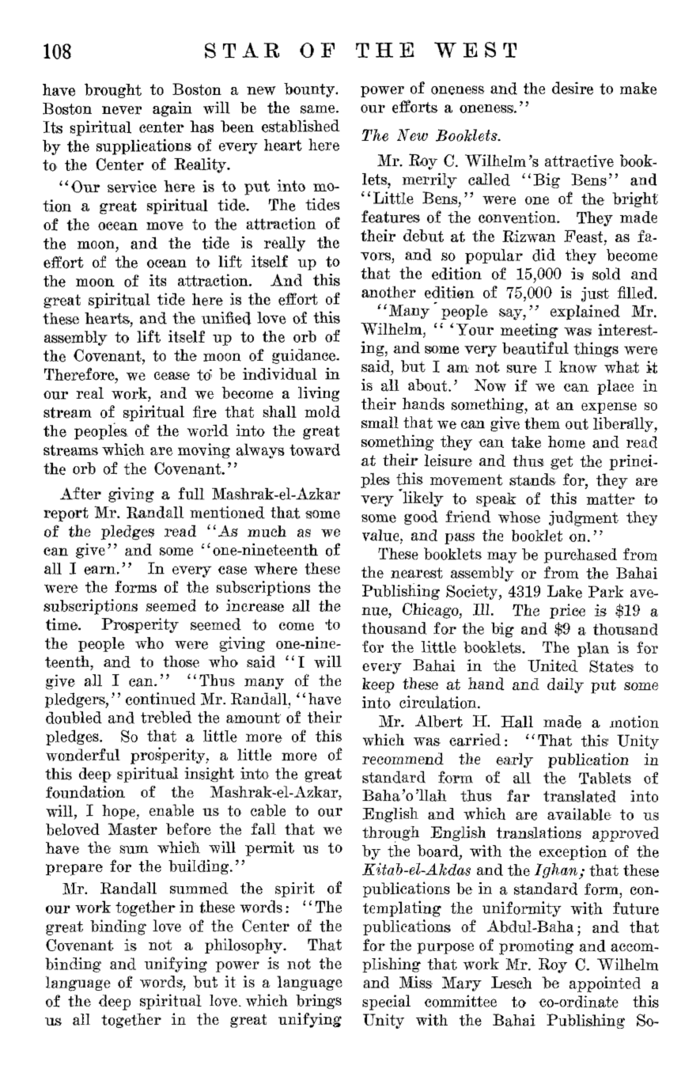 108 STAR OF THE WEST
have brought to Boston a new bounty.
Boston never again will be the same.
Its spiritual center has been established
by the supplications of every heart here
to the Center of Reality.
"Our service here is to put into mo-
tion a great spiritual tide. The tides
of the ocean move to the attraction of
the moon, and the tide is really the
effort of the ocean to lift itself up to
the moon of its attraction. And this
great spiritual tide here is the effort of
these hearts, and the unified love of this
assembly to lift itself up to the orb of
the Covenant, to the moon of guidance.
Therefore, we cease to be individual in
our real work, and we become a living
stream of spiritual fire that shall mold
the peoples of the world into the great
streams which are moving always toward
the orb of the Covenant."
After giving a full Mashrak-el-Azkar
report Mr. Randall mentioned that some
of the pledges read "As much as we
can give" and some "one-nineteenth of
all I earn." In every case where these
were the forms of the subscriptions the
subscriptions seemed to increase all the
time. Prosperity seemed to come to
the people who were giving one-nine-
teenth, and to those who said "I will
give all I can." "Thus many of the
pledgers," continued Mr. Randall, "have
doubled and trebled the amount of their
pledges. So that a little more of this
wonderful prosperity, a little more of
this deep spiritual insight into the great
foundation of the Mashrak-el-Azkar,
will, I hope, enable us to cable to our
beloved Master before the fall that we
have the sum which will permit us to
prepare for the building."
Mr. Randall summed the spirit of
our work together in these words: "The
great binding love of the Center of the
Covenant is not a philosophy. That
binding and unifying power is not the
language of words, but it is a language
of the deep spiritual love which brings
us all together in the great unifying
power of oneness and the desire to make
our efforts a oneness."
The New Booklets.
Mr. Roy C. Wilhelm's attractive book-
lets, merrily called "Big Bens" and
"Little Bens," were one of the bright
features of the convention. They made
their debut at the Rizwan Feast, as fa-
vors, and so popular did they become
that the edition of 15,000 is sold and
another edition of 75,000 is just filled.
"Many people say," explained Mr.
Wilhelm, " 'Your meeting was interest-
ing, and some very beautiful things were
said, but I am not sure I know what it
is all about.' Now if we can place in
their hands something, at an expense so
small that we can give them out liberally,
something they can take home and read
at their leisure and thus get the princi-
ples this movement stands for, they are
very likely to speak of this matter to
some good friend whose judgment they
value, and pass the booklet on."
These booklets may be purchased from
the nearest assembly or from the Bahai
Publishing Society, 4319 Lake Park ave-
nue, Chicago, Ill. The price is $19 a
thousand for the big and $9 a thousand
for the little booklets. The plan is for
every Bahai in the United States to
keep these at hand and daily put some
into circulation.
Mr. Albert H. Hall made a motion
which was carried: "That this Unity
recommend the early publication in
standard form of all the Tablets of
Baha'o'llah thus far translated into
English and which are available to us
through English translations approved
by the board, with the exception of the
Kitab-el-Akdas and the Ighan; that these
publications be in a standard form, con-
templating the uniformity with future
publications of Abdul-Baha; and that
for the purpose of promoting and accom-
plishing that work Mr. Roy C. Wilhelm
and Miss Mary Lesch be appointed a
special committee to co-ordinate this
Unity with the Bahai Publishing So-